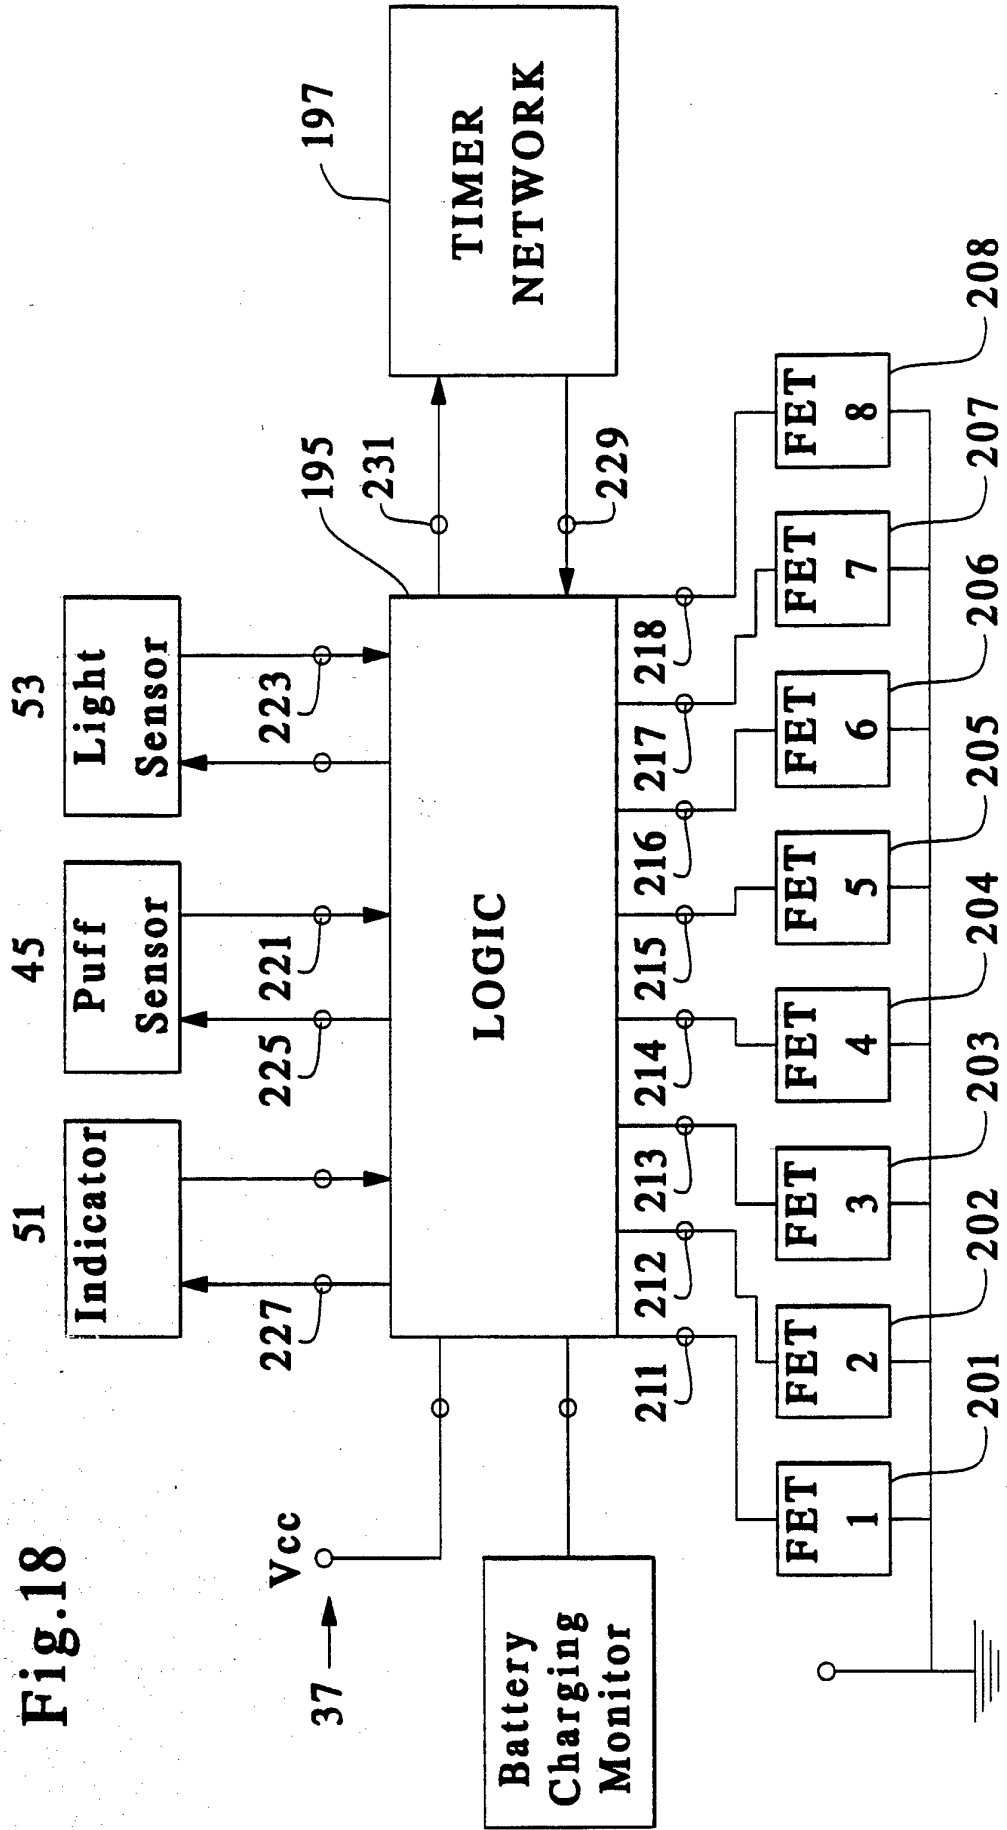 Fig.18
51
45
53
Indicator
Puff
Sensor
Light
Sensor
227
225
221
223
37
Vcc
195
197
231
229
LOGIC
TIMER
NETWORK
Battery
Charging
Monitor
211
212
213
214
215
216
217
218
FET
1
FET
2
FET
3
FET
4
FET
5
FET
6
FET
7
FET
8
201
202
203
204
205
206
207
208